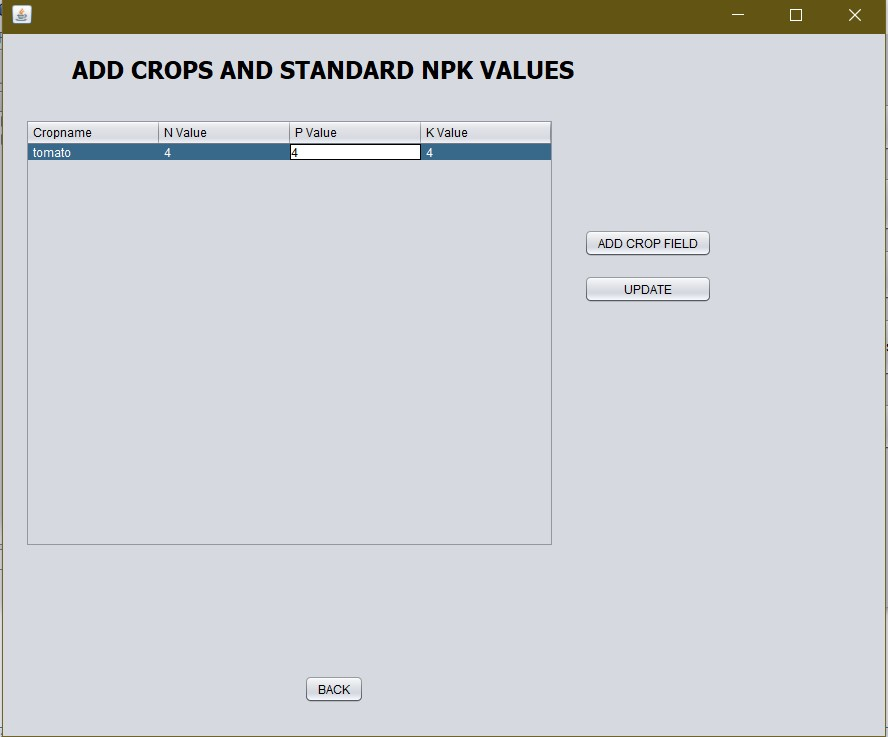 ADD CROPS AND STANDARD NPK VALUES
Cropname N Value P Value K Value
tomato 4 4 4
ADD CROP FIELD
UPDATE
BACK